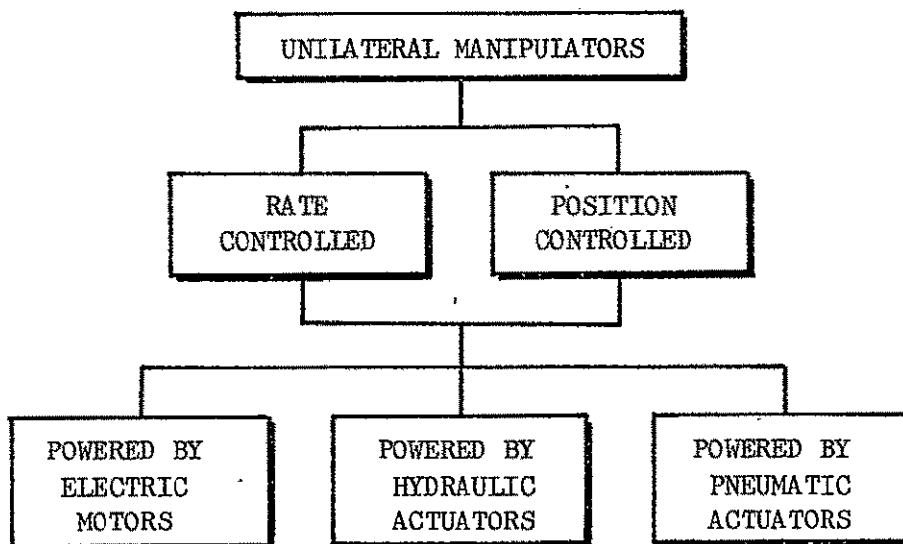 UNILATERAL MANIPULATORS
RATE
CONTROLLED
POSITION
CONTROLLED
POWERED BY
ELECTRIC
MOTORS
POWERED BY
HYDRAULIC
ACTUATORS
POWERED BY
PNEUMATIC
ACTUATORS